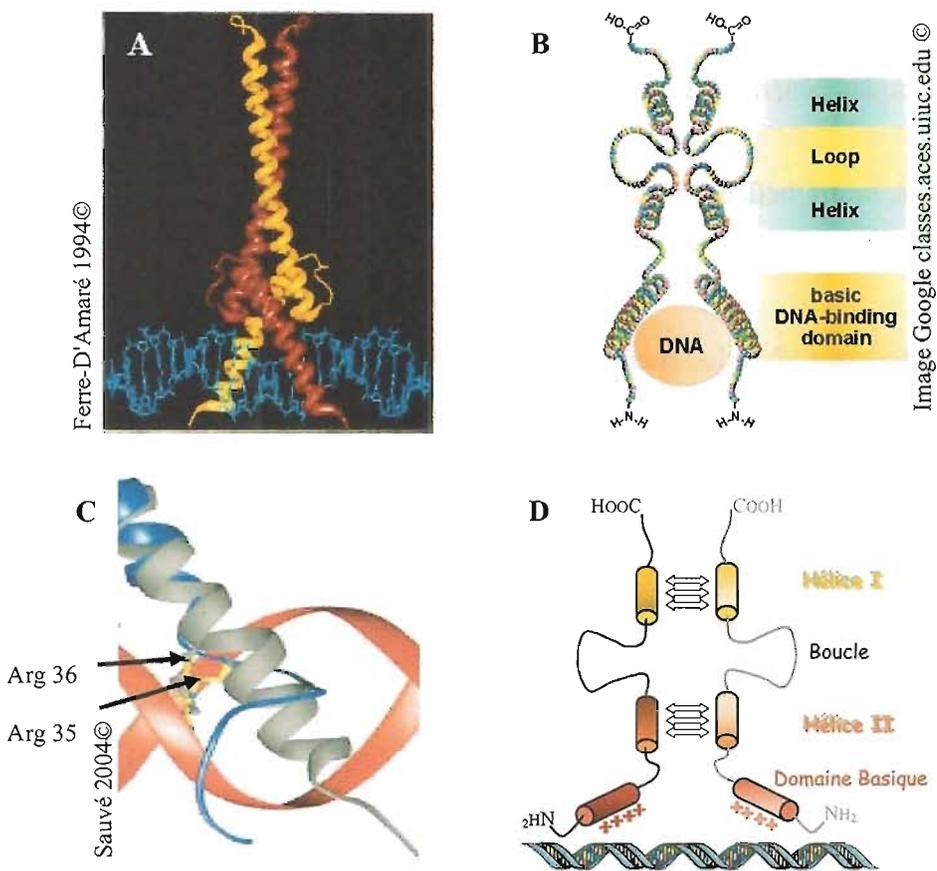 A
Ferre-D'Amaré 1994©
B
HO
C
O
HO
C
O
Helix
Loop
Helix
basic
DNA-binding
domain
DNA
H-N-H
H-N-H
Image Google classes.aces.uiuc.edu ©
C
Arg 36
Arg 35
Sauvé 2004©
D
HooC
CooH
Hélice I
Boucle
Hélice II
Domaine Basique
₂HN
++++
++++
NH₂